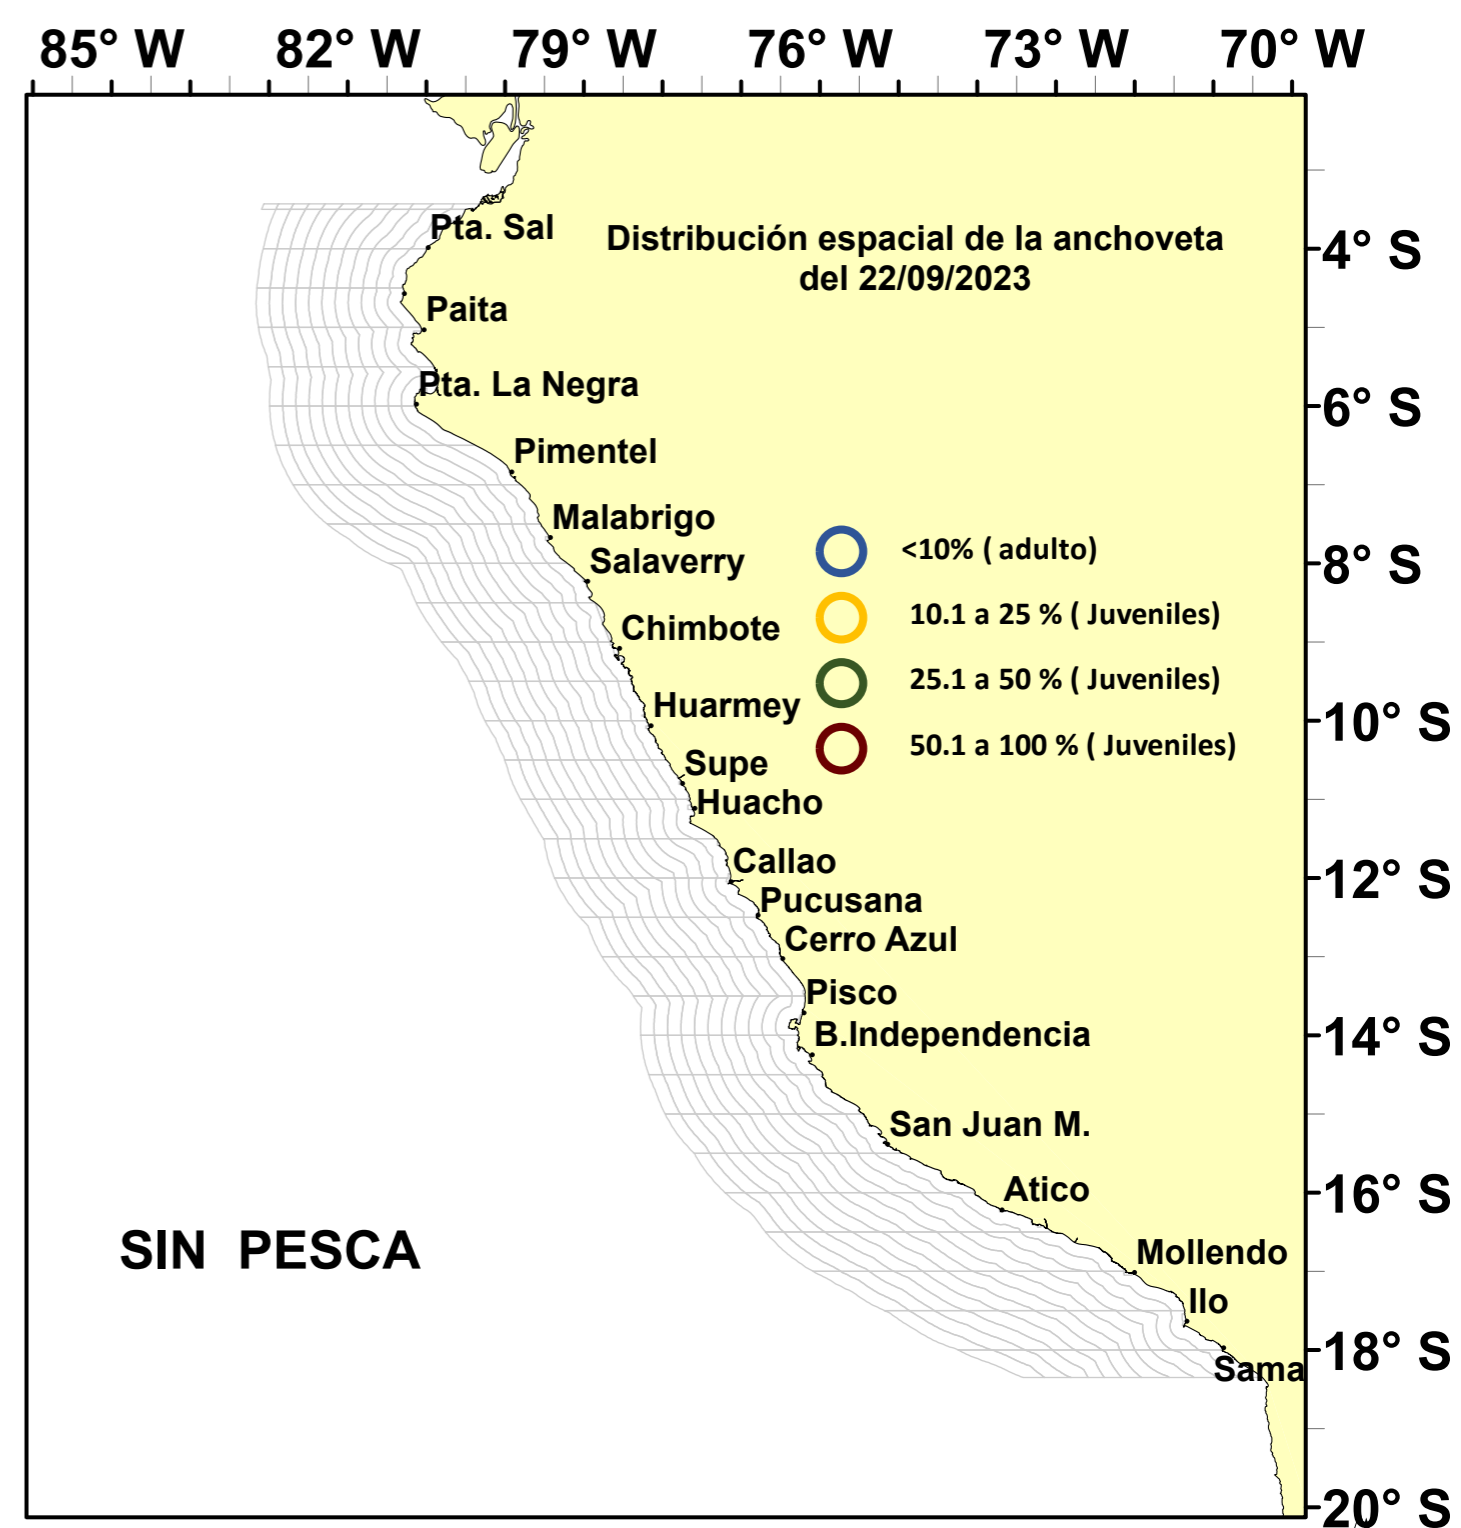 85° W 82° W 79° W 76° W 73° W 70° W
Distribución espacial de la anchoveta
del 22/09/2023
Pta. Sal
4° S
Paita
Pta. La Negra
6° S
Pimentel
Malabrigo
Salaverry
<10% ( adulto)
8° S
10.1 a 25 % ( Juveniles)
Chimbote
25.1 a 50 % ( Juveniles)
Huarmey
10° S
50.1 a 100 % ( Juveniles)
Supe
Huacho
Callao
12° S
Pucusana
Cerro Azul
Pisco
B.Independencia
14° S
San Juan M.
Atico
16° S
SIN PESCA
Mollendo
Ilo
18° S
Sama
20° S